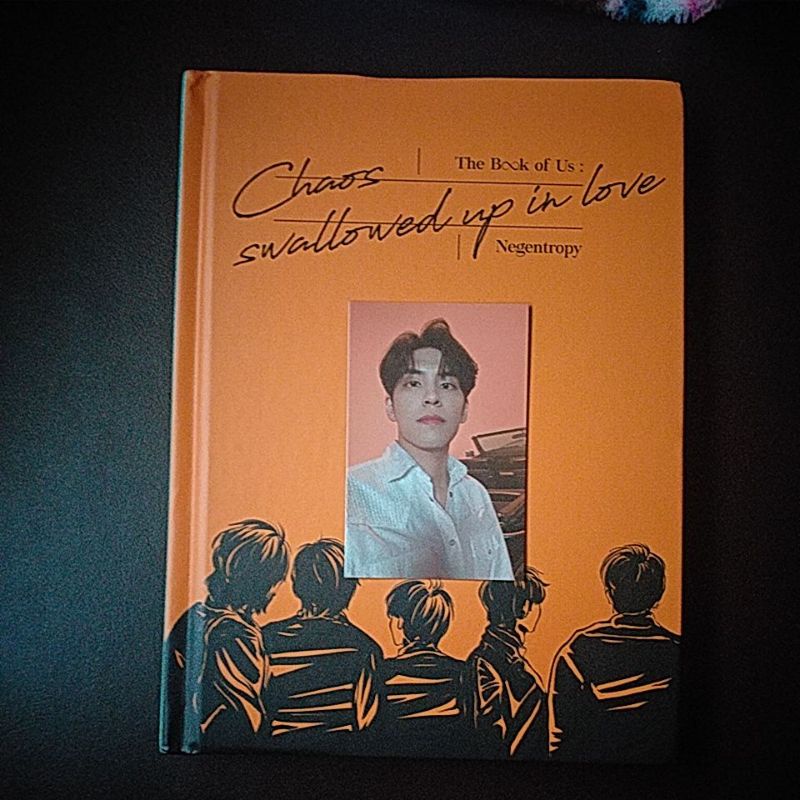 The Book of Us :
Chaos
swallowed up in love
Negentropy